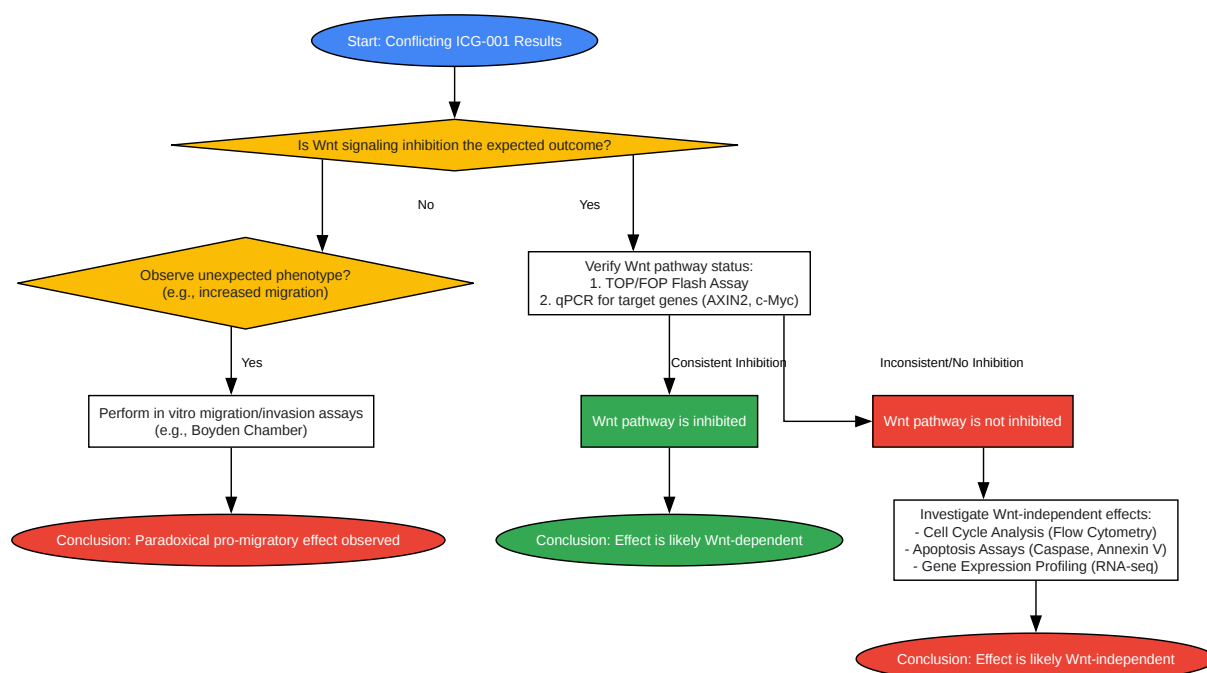 Start: Conflicting ICG-001 Results
Is Wnt signaling inhibition the expected outcome?
No
Yes
Observe unexpected phenotype?
(e.g., increased migration)
Verify Wnt pathway status:
1. TOP/FOP Flash Assay
2. qPCR for target genes (AXIN2, c-Myc)
Yes
Consistent Inhibition
Inconsistent/No Inhibition
Perform in vitro migration/invasion assays
(e.g., Boyden Chamber)
Wnt pathway is inhibited
Wnt pathway is not inhibited
Conclusion: Paradoxical pro-migratory effect observed
Conclusion: Effect is likely Wnt-dependent
Investigate Wnt-independent effects:
- Cell Cycle Analysis (Flow Cytometry)
- Apoptosis Assays (Caspase, Annexin V)
- Gene Expression Profiling (RNA-seq)
Conclusion: Effect is likely Wnt-independent